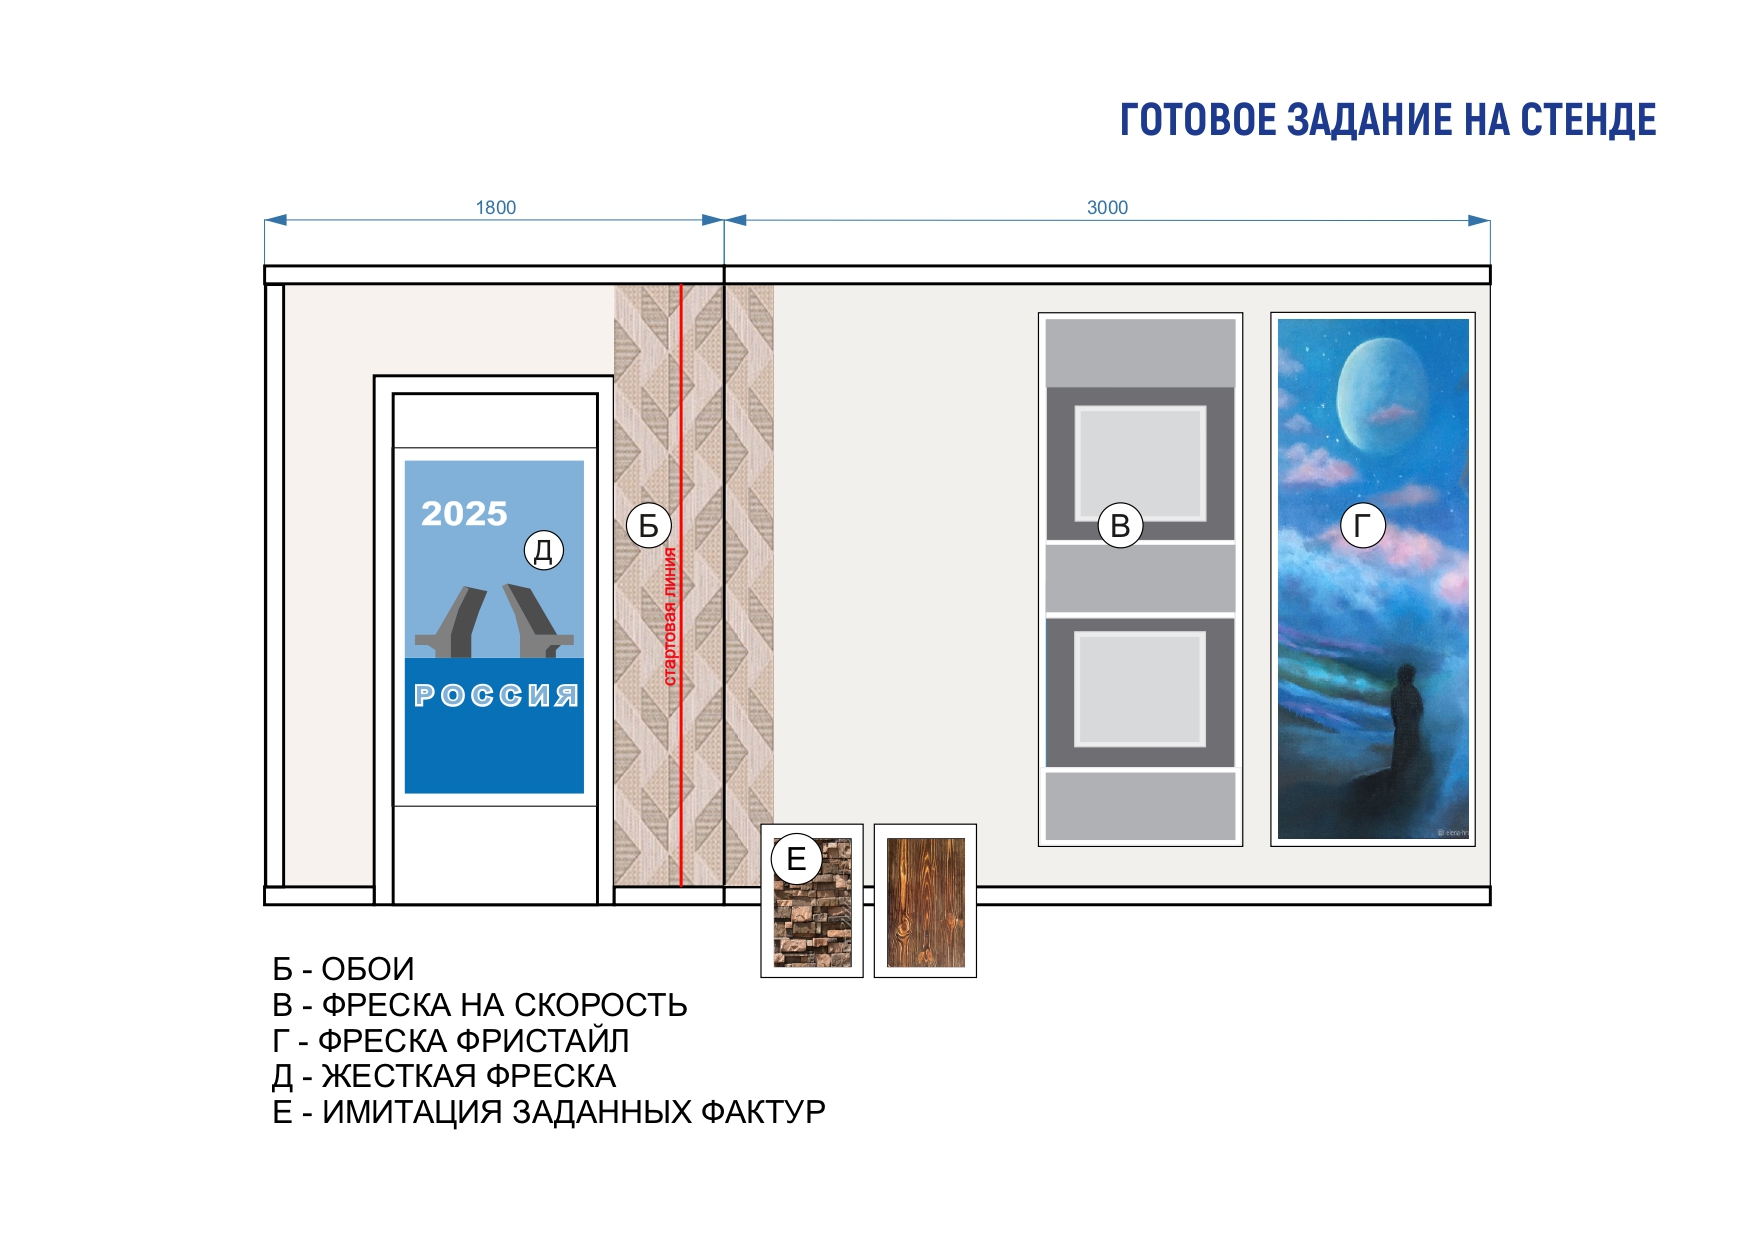 ГОТОВОЕ ЗАДАНИЕ НА СТЕНДЕ
1800
3000
2025
Д
РОССИЯ
Б
стартовая линия
В
Г
Е
Б - ОБОИ
В - ФРЕСКА НА СКОРОСТЬ
Г - ФРЕСКА ФРИСТАЙЛ
Д - ЖЕСТКАЯ ФРЕСКА
Е - ИМИТАЦИЯ ЗАДАННЫХ ФАКТУР